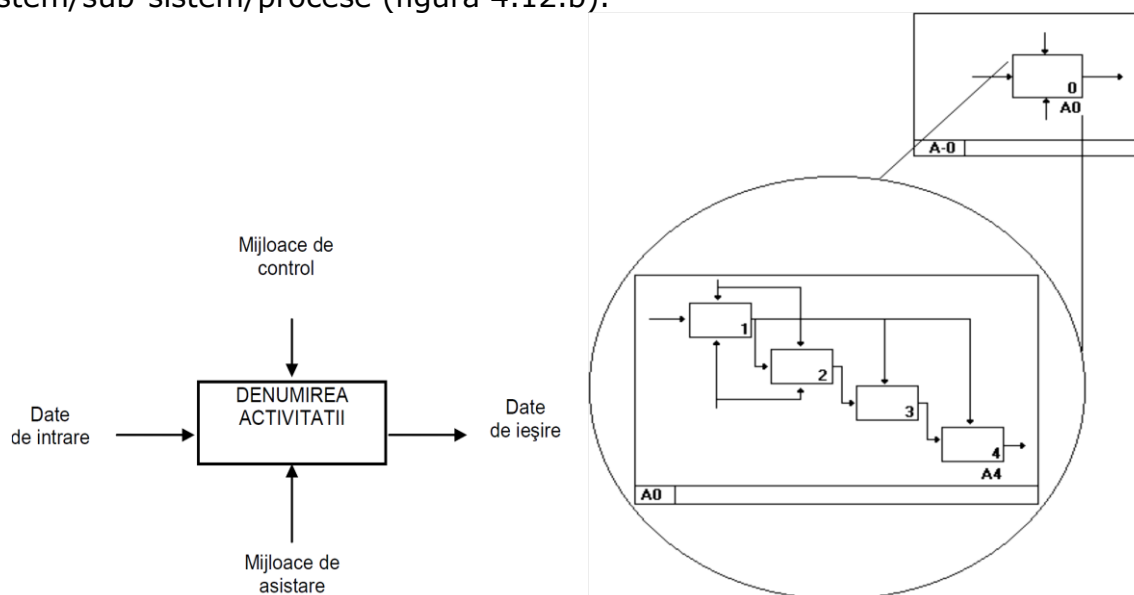 stem/sub-sistem/procese (figura 4.12.b).
Mijloace de
control
DENUMIREA
ACTIVITATII
Date
de intrare
Date
de ieşire
Mijloace de
asistare
0
A0
A-0
1
2
3
4
A4
A0